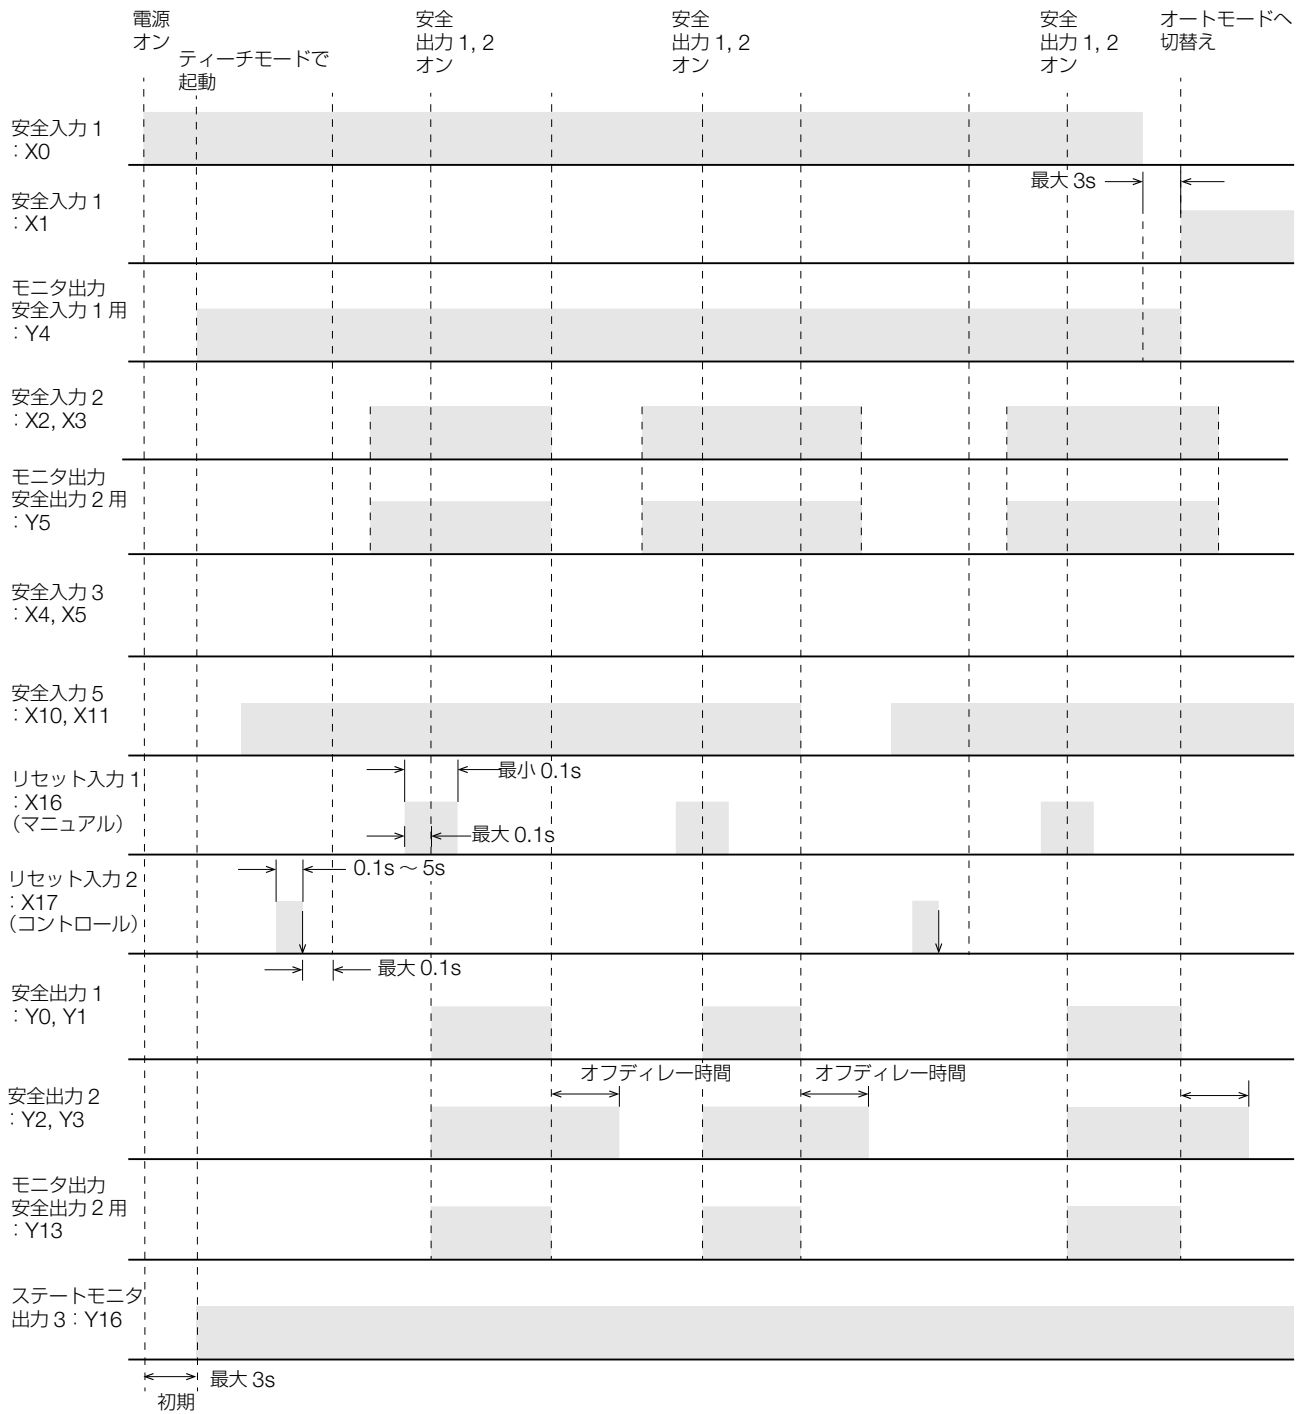 電源
オン
ティーチモードで
起動
安全
出力 1, 2
オン
安全
出力 1, 2
オン
安全
出力 1, 2
オン
オートモードへ
切替え
安全入力 1
: X0
最大 3s
安全入力 1
: X1
モニタ出力
安全入力 1 用
: Y4
安全入力 2
: X2, X3
モニタ出力
安全出力 2 用
: Y5
安全入力 3
: X4, X5
安全入力 5
: X10, X11
リセット入力 1
: X16
(マニュアル)
最小 0.1s
最大 0.1s
リセット入力 2
: X17
(コントロール)
0.1s ～ 5s
最大 0.1s
安全出力 1
: Y0, Y1
安全出力 2
: Y2, Y3
オフディレー時間
オフディレー時間
モニタ出力
安全出力 2 用
: Y13
ステートモニタ
出力 3 : Y16
最大 3s
初期